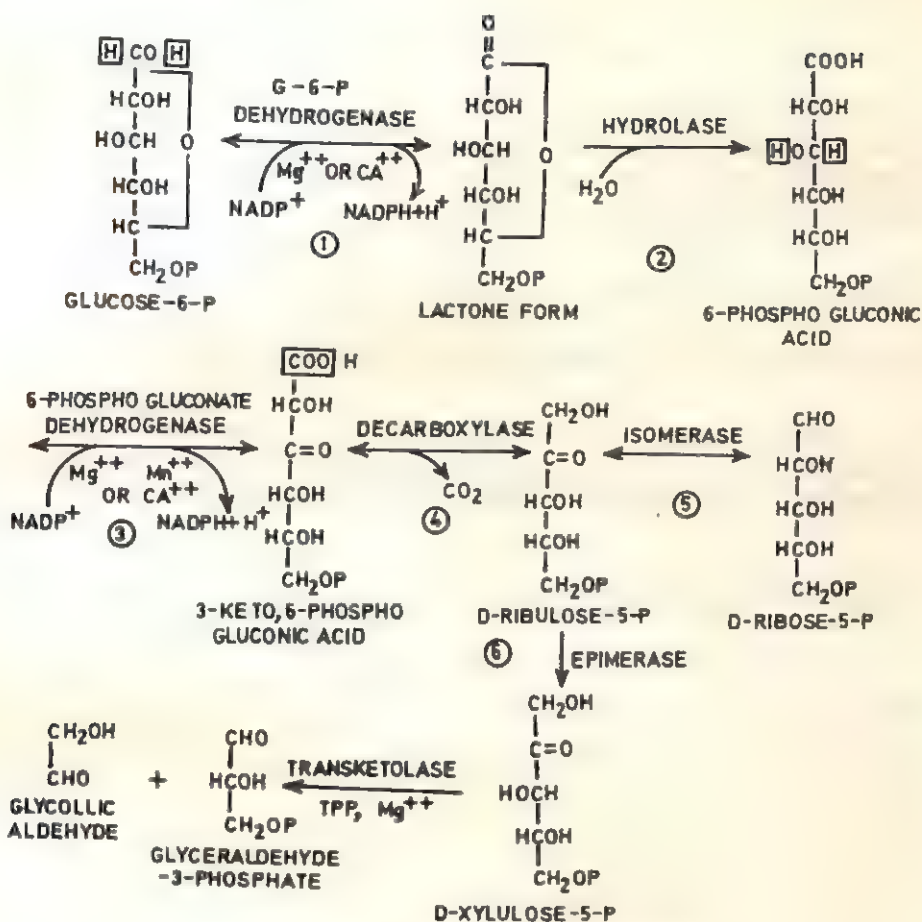 O
||
C
[H] CO [H]
HCOH
HOCH
HCOH
HC
O
CH2OP
GLUCOSE-6-P
G-6-P
DEHYDROGENASE
Mg++ OR CA++
NADP+
NADPH+H+
①
HCOH
HOCH
HCOH
HC
O
CH2OP
LACTONE FORM
HYDROLASE
H2O
②
COOH
HCOH
[H]OC[H]
HCOH
HCOH
CH2OP
6-PHOSPHO GLUCONIC
ACID
6-PHOSPHO GLUCONATE
DEHYDROGENASE
Mg++ Mn++
OR CA++
NADP+
NADPH+H+
③
[COO] H
HCOH
C=O
HCOH
HCOH
CH2OP
3-KETO,6-PHOSPHO
GLUCONIC ACID
DECARBOXYLASE
CO2
④
CH2OH
C=O
HCOH
HCOH
CH2OP
D-RIBULOSE-5-P
ISOMERASE
⑤
CHO
HCOH
HCOH
HCOH
CH2OP
D-RIBOSE-5-P
⑥
EPIMERASE
CH2OH
C=O
HOCH
HCOH
CH2OP
D-XYLULOSE-5-P
TRANSKETOLASE
TPP, Mg++
CHO
HCOH
CH2OP
GLYCERALDEHYDE
-3-PHOSPHATE
+
CH2OH
CHO
GLYCOLLIC
ALDEHYDE